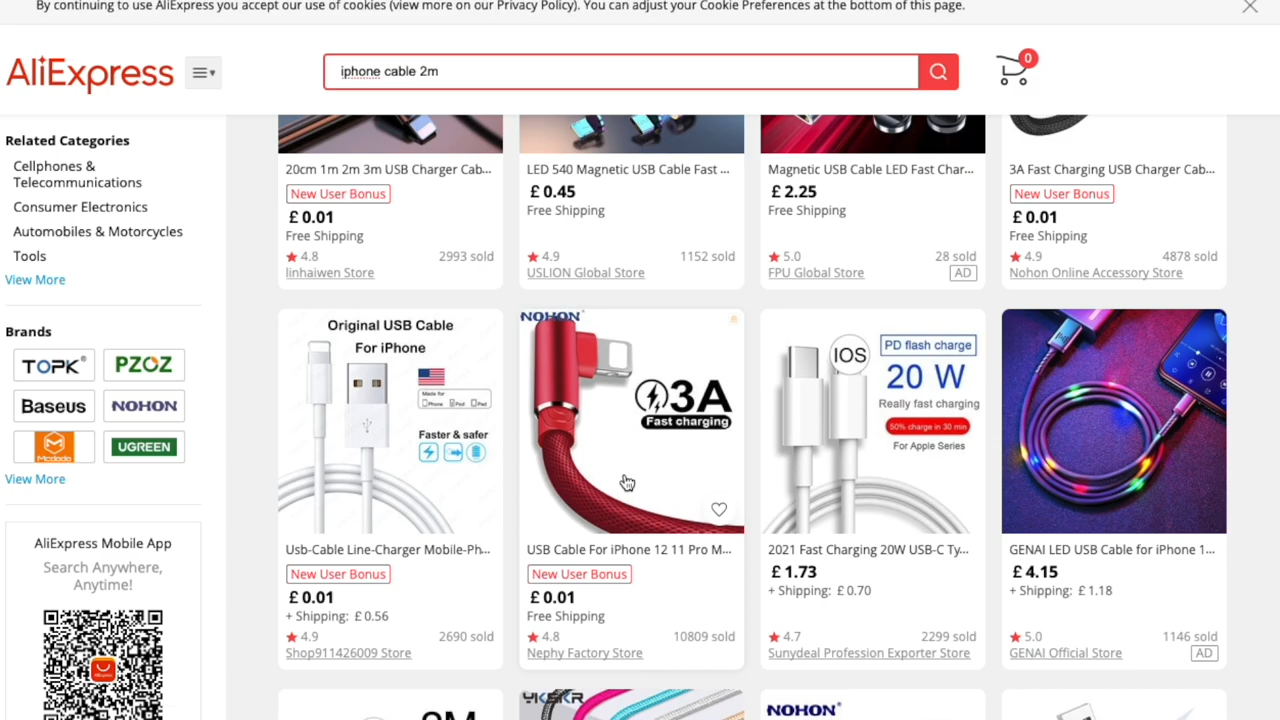 By continuing to use AliExpress you accept our use of cookies (view more on our Privacy Policy). You can adjust your Cookie Preferences at the bottom of this page.
AliExpress
iphone cable 2m
0
Related Categories
Cellphones &
Telecommunications
Consumer Electronics
Automobiles & Motorcycles
Tools
View More
Brands
TOPK
PZOZ
Baseus
NOHON
Mcdodo
UGREEN
View More
AliExpress Mobile App
Search Anywhere,
Anytime!
20cm 1m 2m 3m USB Charger Cab...
New User Bonus
£ 0.01
Free Shipping
4.8 2993 sold
linhaiwen Store
LED 540 Magnetic USB Cable Fast ...
£ 0.45
Free Shipping
4.9 1152 sold
USLION Global Store
Magnetic USB Cable LED Fast Char...
£ 2.25
Free Shipping
5.0 28 sold
FPU Global Store AD
3A Fast Charging USB Charger Cab...
New User Bonus
£ 0.01
Free Shipping
4.9 4878 sold
Nohon Online Accessory Store
Original USB Cable
For iPhone
Made for
iPhone iPod iPad
Faster & safer
Usb-Cable Line-Charger Mobile-Ph...
New User Bonus
£ 0.01
+ Shipping: £ 0.56
4.9 2690 sold
Shop911426009 Store
NOHON
3A
Fast charging
USB Cable For iPhone 12 11 Pro M...
New User Bonus
£ 0.01
Free Shipping
4.8 10809 sold
Nephy Factory Store
IOS
PD flash charge
20 W
Really fast charging
50% charge in 30 min
For Apple Series
2021 Fast Charging 20W USB-C Ty...
£ 1.73
+ Shipping: £ 0.70
4.7 2299 sold
Sunydeal Profession Exporter Store
GENAI LED USB Cable for iPhone 1...
£ 4.15
+ Shipping: £ 1.18
5.0 1146 sold
GENAI Official Store AD
YKSKR
NOHON